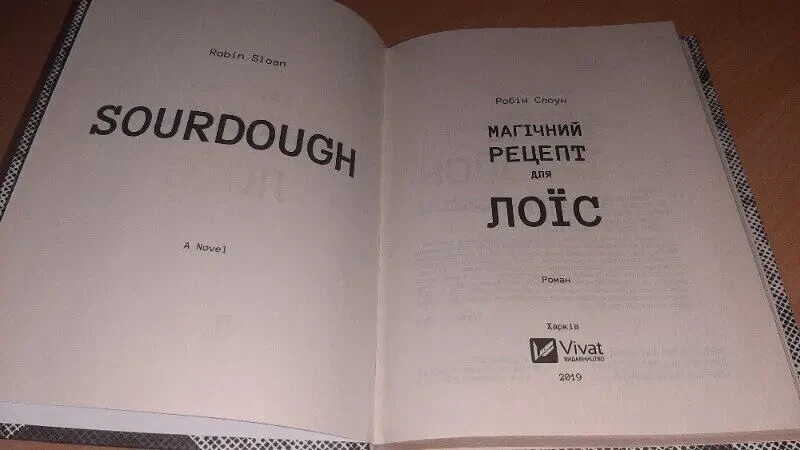 Robin Sloan
SOURDOUGH
A Novel
Робін Слоун
МАГІЧНИЙ
РЕЦЕПТ
ДЛЯ
ЛОЇС
Роман
Харків
Vivat
ВИДАВНИЦТВО
2019